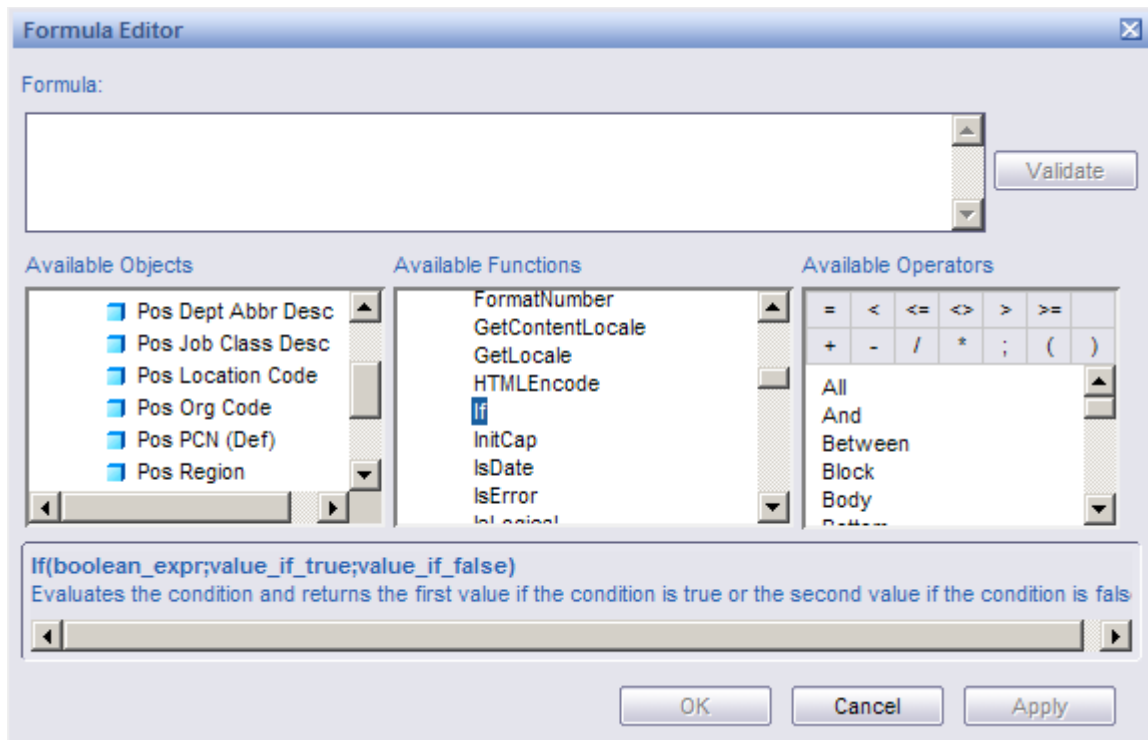 Formula Editor
Formula:
Validate
Available Objects
Pos Dept Abbr Desc
Pos Job Class Desc
Pos Location Code
Pos Org Code
Pos PCN (Def)
Pos Region
Available Functions
FormatNumber
GetContentLocale
GetLocale
HTMLEncode
If
InitCap
IsDate
IsError
IsLogical
Available Operators
= < <= <> > >=
+ - / * ; ( )
All
And
Between
Block
Body
Bottom
If(boolean_expr;value_if_true;value_if_false)
Evaluates the condition and returns the first value if the condition is true or the second value if the condition is fals
OK Cancel Apply